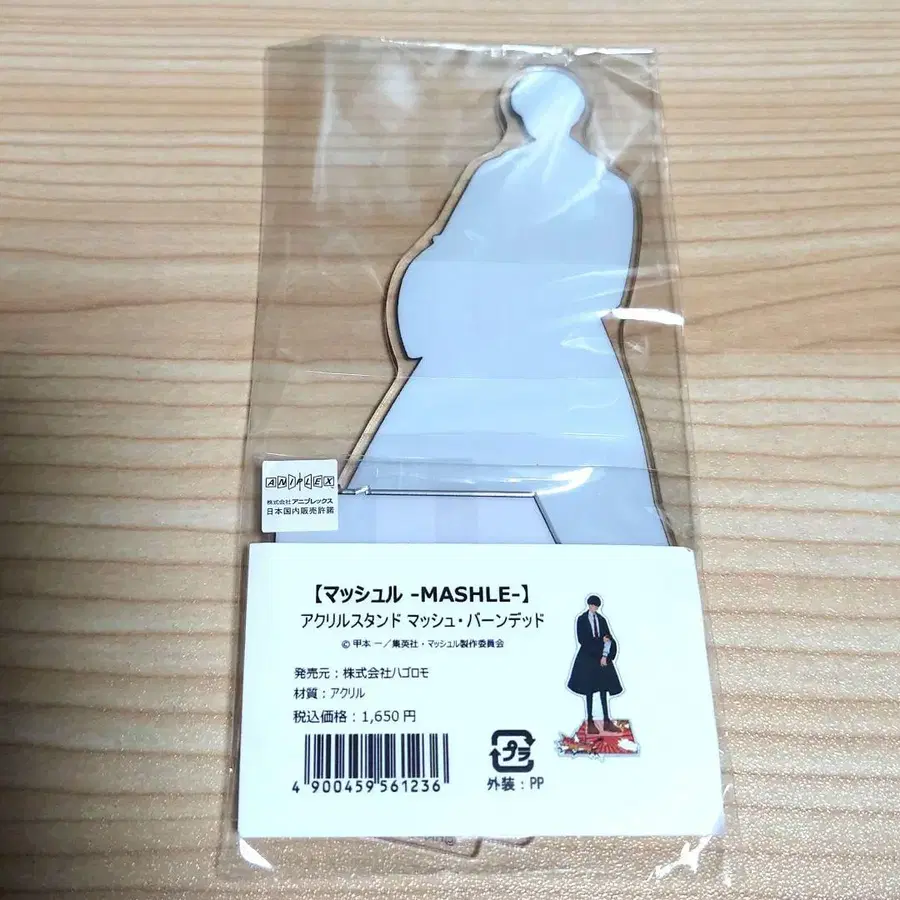 ANIPLEX
株式会社アニプレックス
日本国内販売許諾
【マッシュル -MASHLE-】
アクリルスタンド マッシュ・バーンデッド
© 甲本 一／集英社・マッシュル製作委員会
発売元：株式会社ハゴロモ
材質：アクリル
税込価格：1,650 円
4 900459 561236
プラ
外装：PP